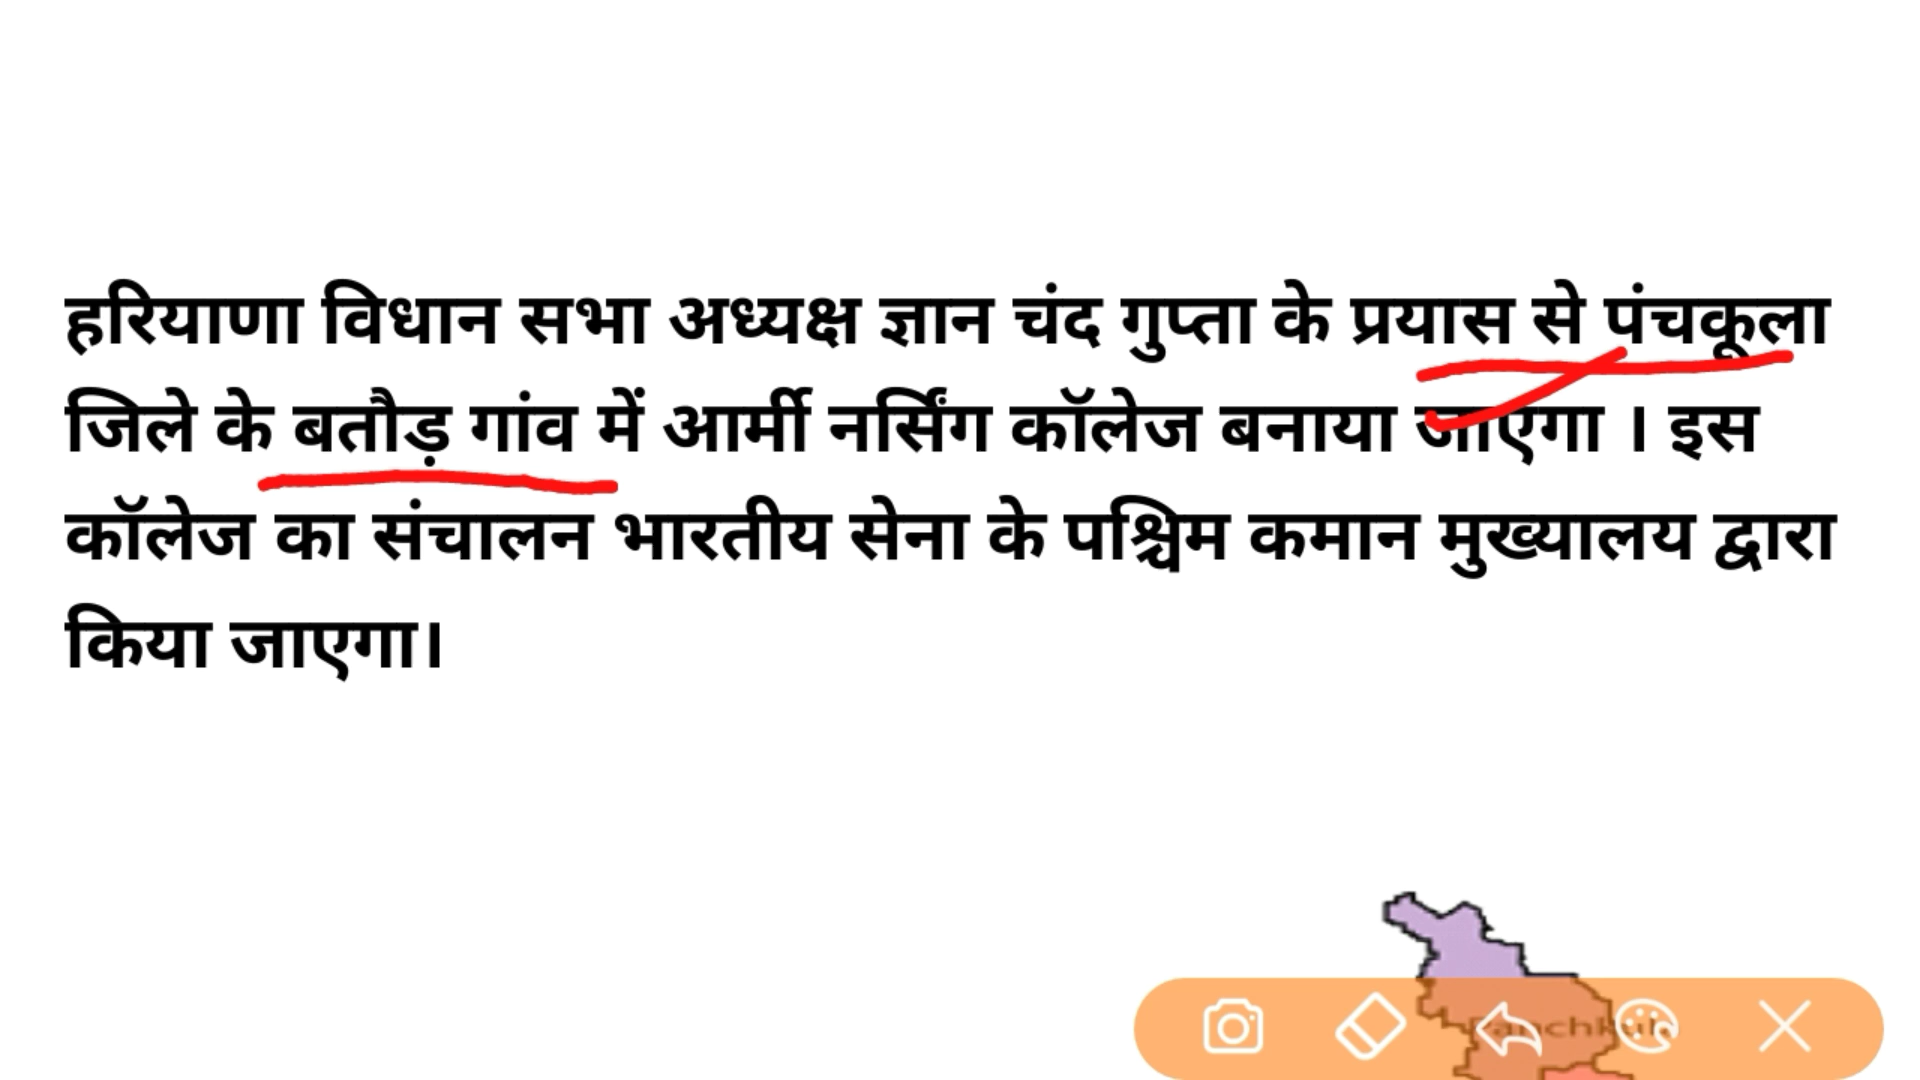 हरियाणा विधान सभा अध्यक्ष ज्ञान चंद गुप्ता के प्रयास से पंचकूला
जिले के बतौड़ गांव में आर्मी नर्सिंग कॉलेज बनाया जाएगा । इस
कॉलेज का संचालन भारतीय सेना के पश्चिम कमान मुख्यालय द्वारा
किया जाएगा।